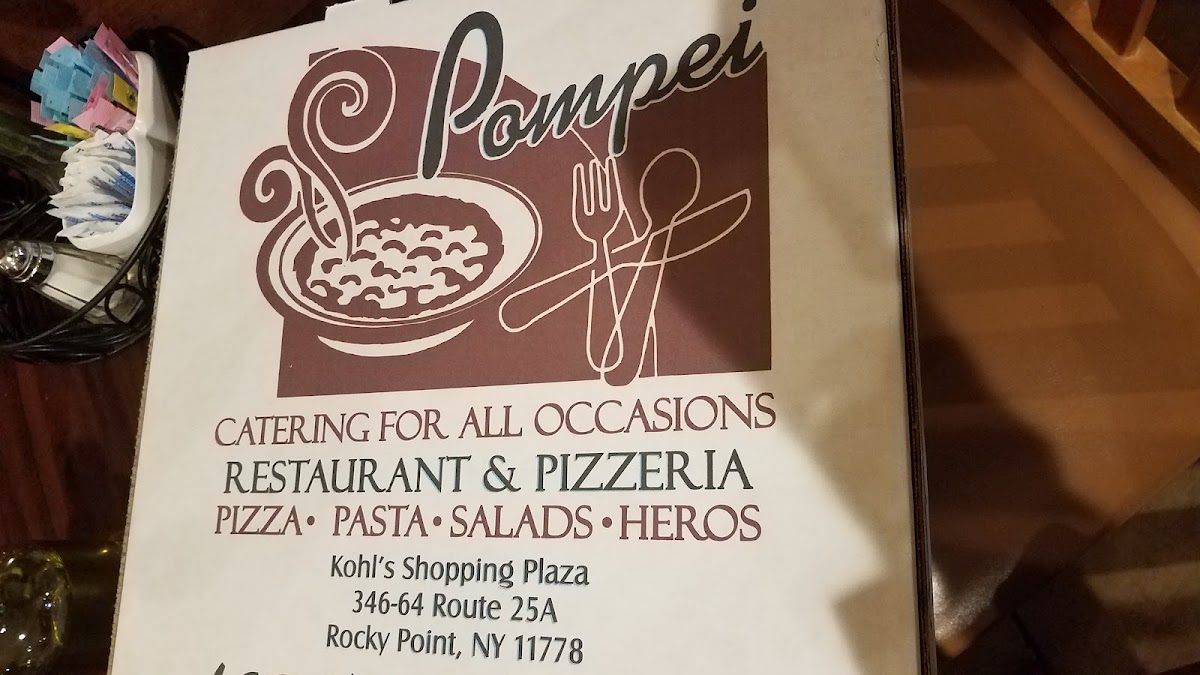 Pompei
CATERING FOR ALL OCCASIONS
RESTAURANT & PIZZERIA
PIZZA • PASTA • SALADS • HEROS
Kohl's Shopping Plaza
346-64 Route 25A
Rocky Point, NY 11778